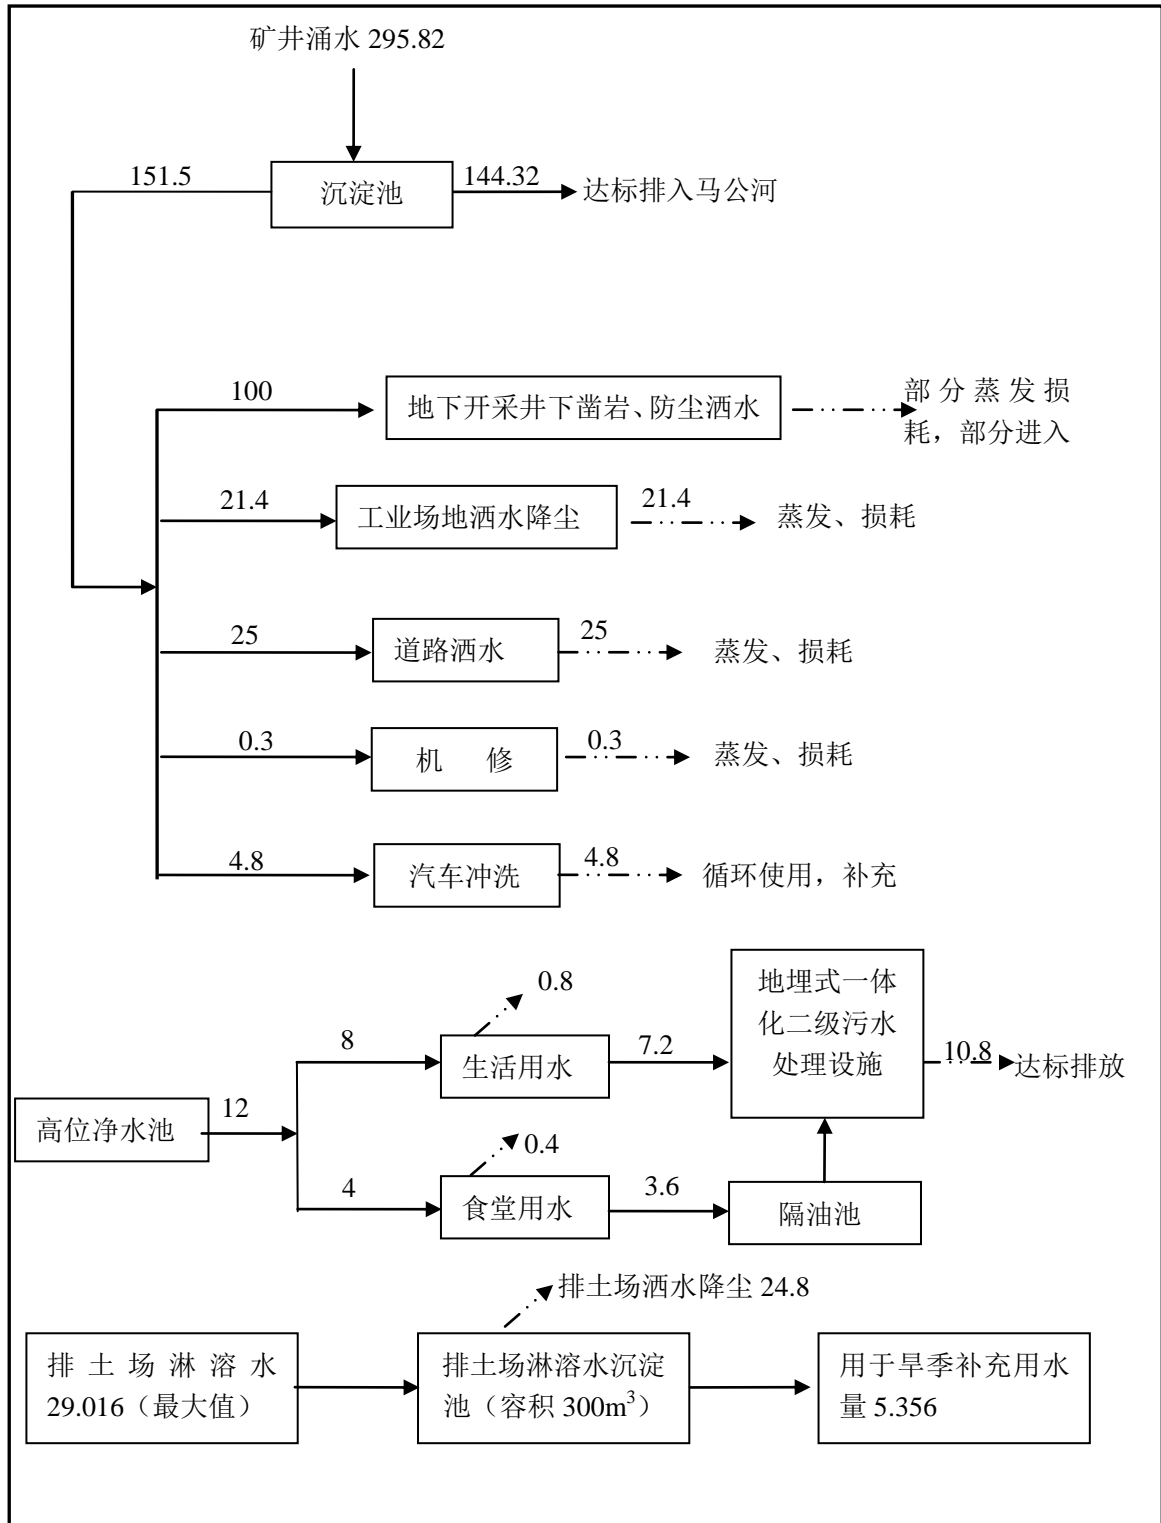 矿井涌水 295.82
151.5
沉淀池
144.32
达标排入马公河
100
地下开采井下凿岩、防尘洒水
部分蒸发损
耗，部分进入
21.4
工业场地洒水降尘
21.4
蒸发、损耗
25
道路洒水
25
蒸发、损耗
0.3
机 修
0.3
蒸发、损耗
4.8
汽车冲洗
4.8
循环使用，补充
高位净水池
12
8
生活用水
0.8
7.2
地埋式一体
化二级污水
处理设施
10.8
达标排放
4
食堂用水
0.4
3.6
隔油池
排土场洒水降尘 24.8
排土场淋溶水
29.016（最大值）
排土场淋溶水沉淀
池（容积 300m³）
用于旱季补充用水
量 5.356